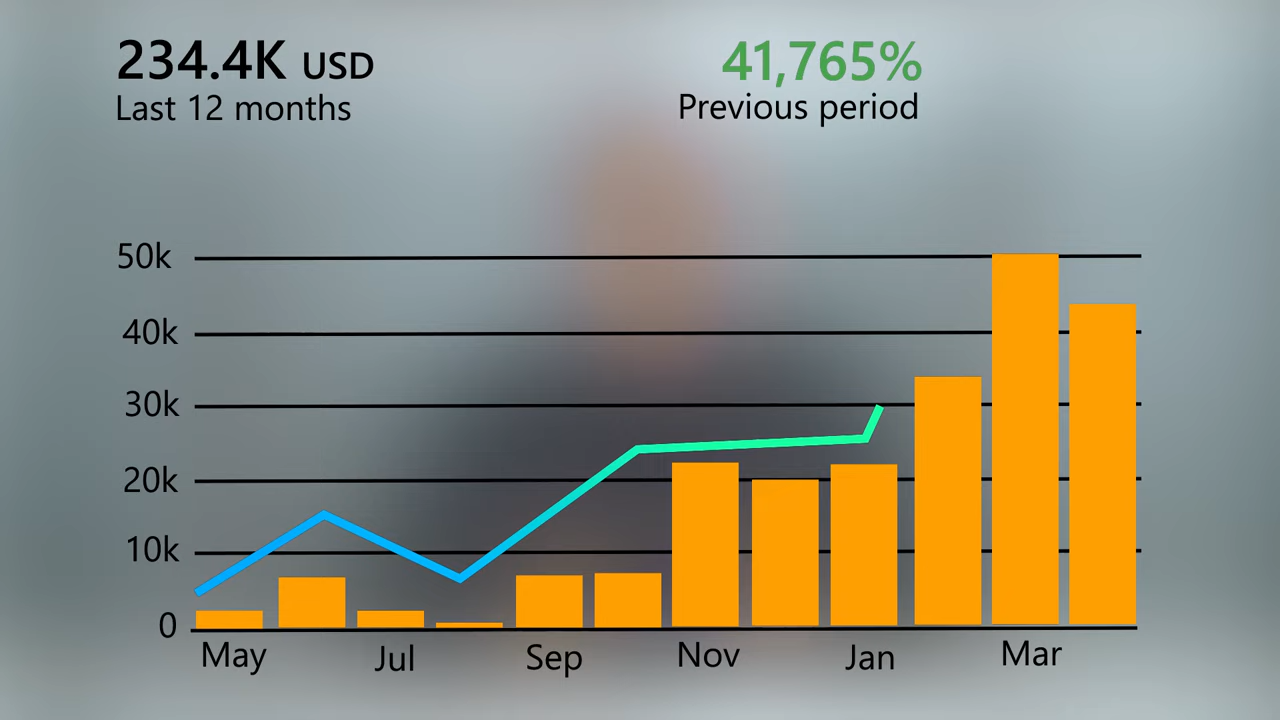 234.4K USD
Last 12 months
41,765%
Previous period
50k
40k
30k
20k
10k
0
May Jul Sep Nov Jan Mar